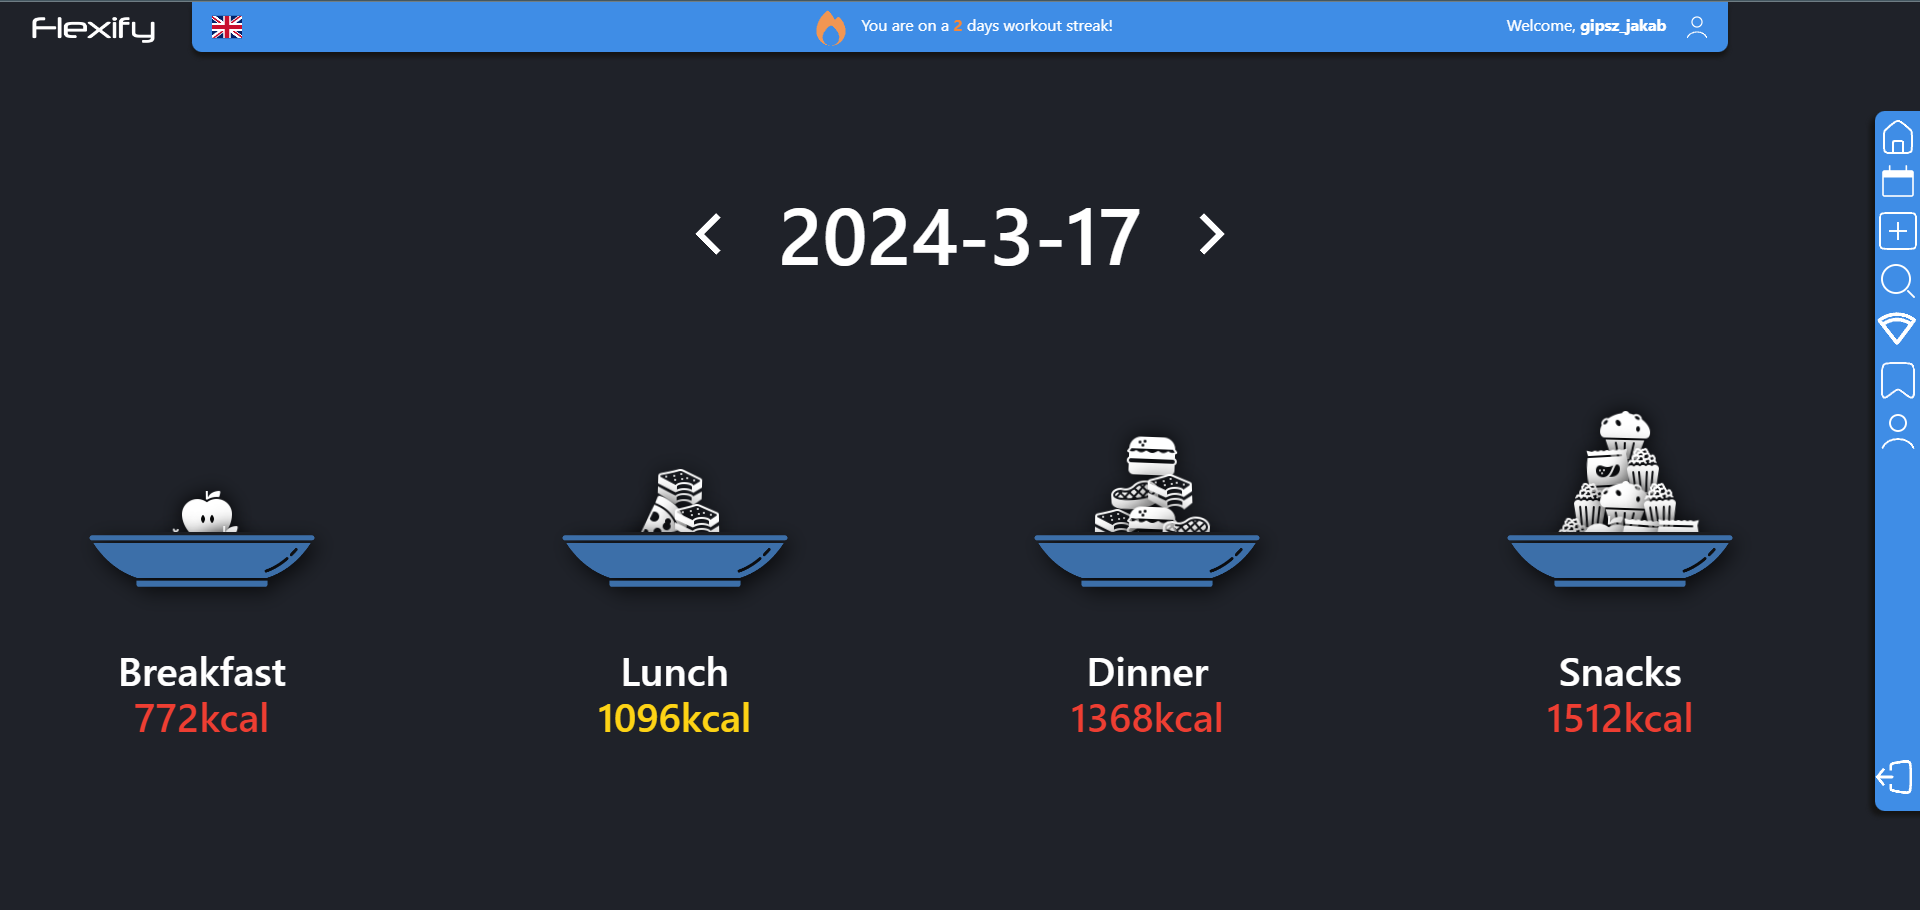 Flexify
You are on a 2 days workout streak!
Welcome, gipsz_jakab
2024-3-17
Breakfast
772kcal
Lunch
1096kcal
Dinner
1368kcal
Snacks
1512kcal